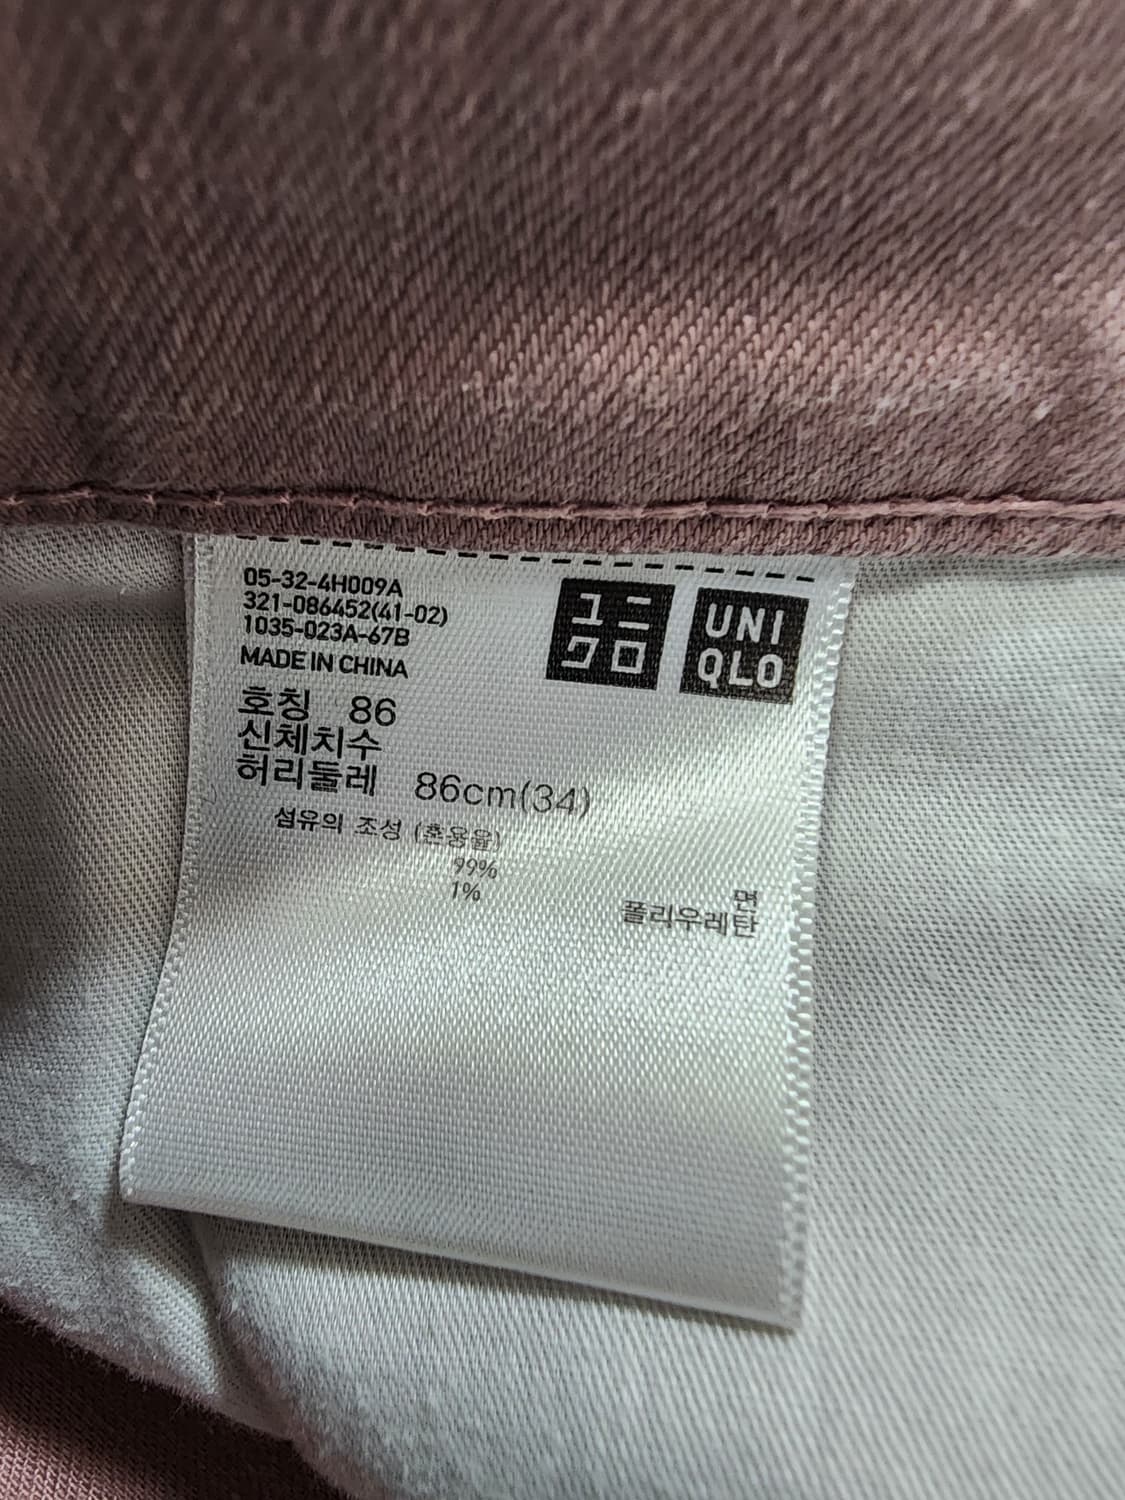 05-32-4H009A
321-086452(41-02)
1035-023A-67B
MADE IN CHINA
ユニ
クロ
UNI
QLO
호칭 86
신체치수
허리둘레 86cm(34)
섬유의 조성 (혼용율)
99% 면
1% 폴리우레탄